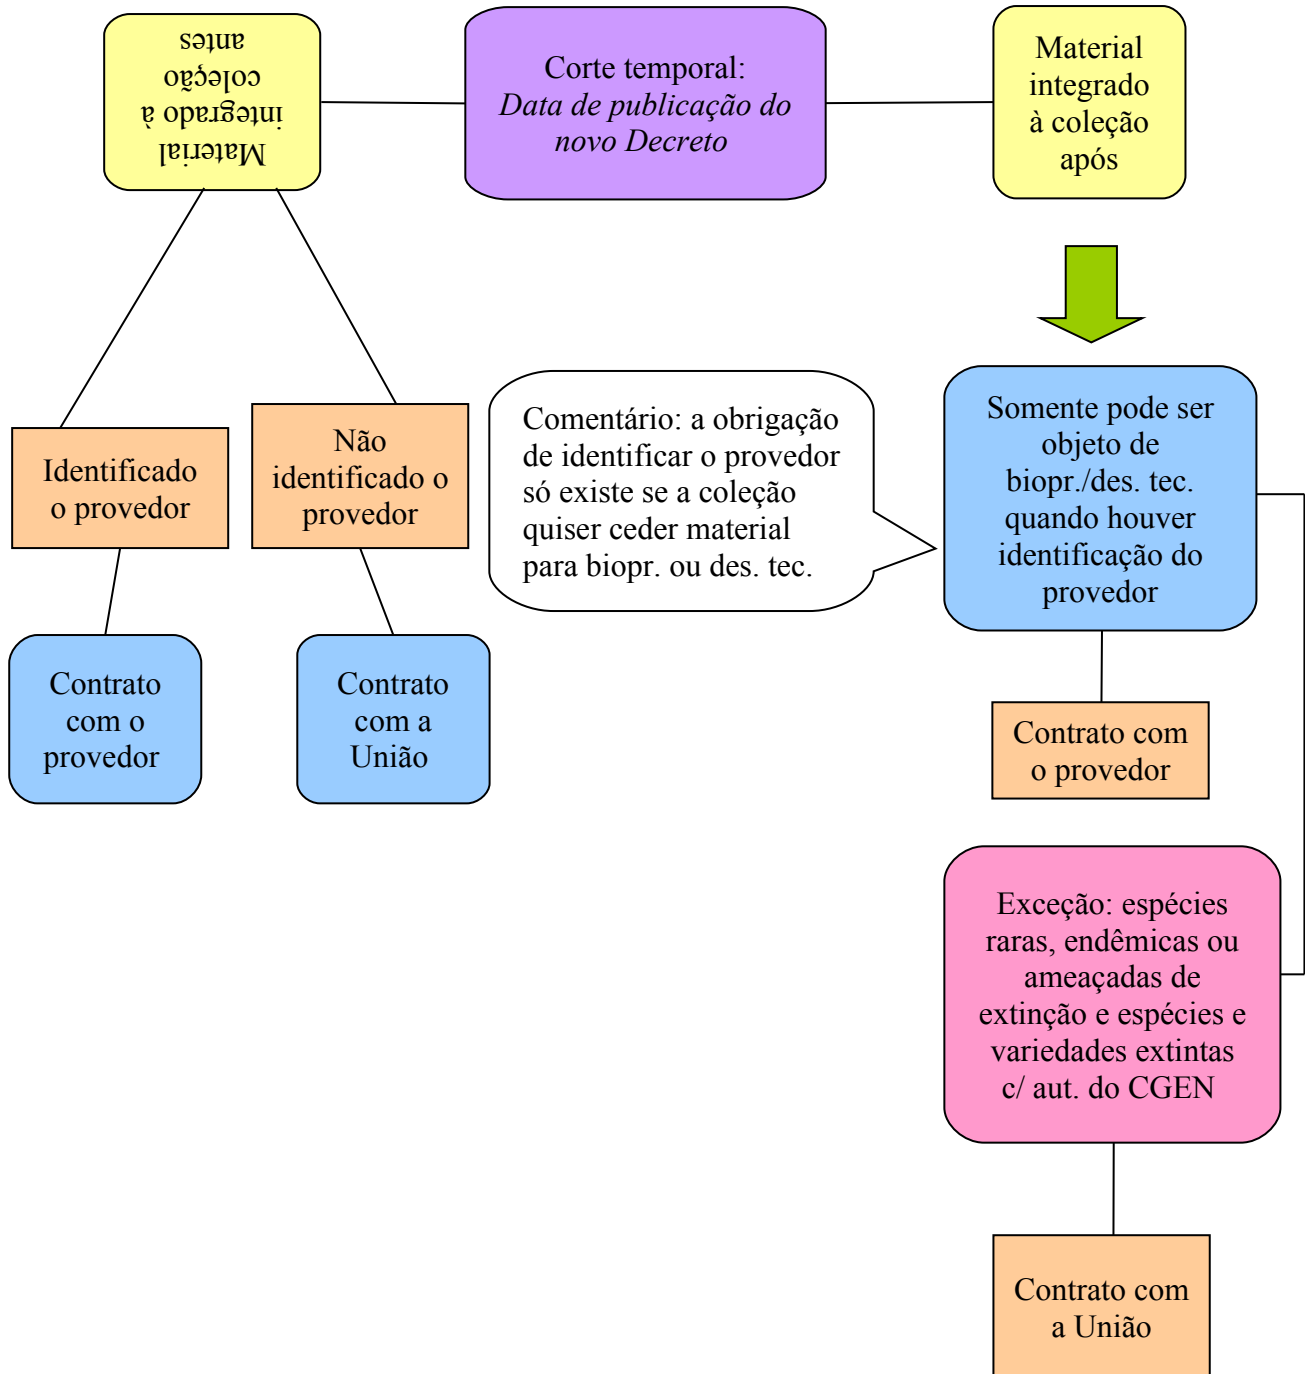 Material
integrado à
coleção
antes
Corte temporal:
Data de publicação do
novo Decreto
Material
integrado
à coleção
após
Identificado
o provedor
Não
identificado o
provedor
Comentário: a obrigação
de identificar o provedor
só existe se a coleção
quiser ceder material
para biopr. ou des. tec.
Somente pode ser
objeto de
biopr./des. tec.
quando houver
identificação do
provedor
Contrato
com o
provedor
Contrato
com a
União
Contrato com
o provedor
Exceção: espécies
raras, endêmicas ou
ameaçadas de
extinção e espécies e
variedades extintas
c/ aut. do CGEN
Contrato com
a União